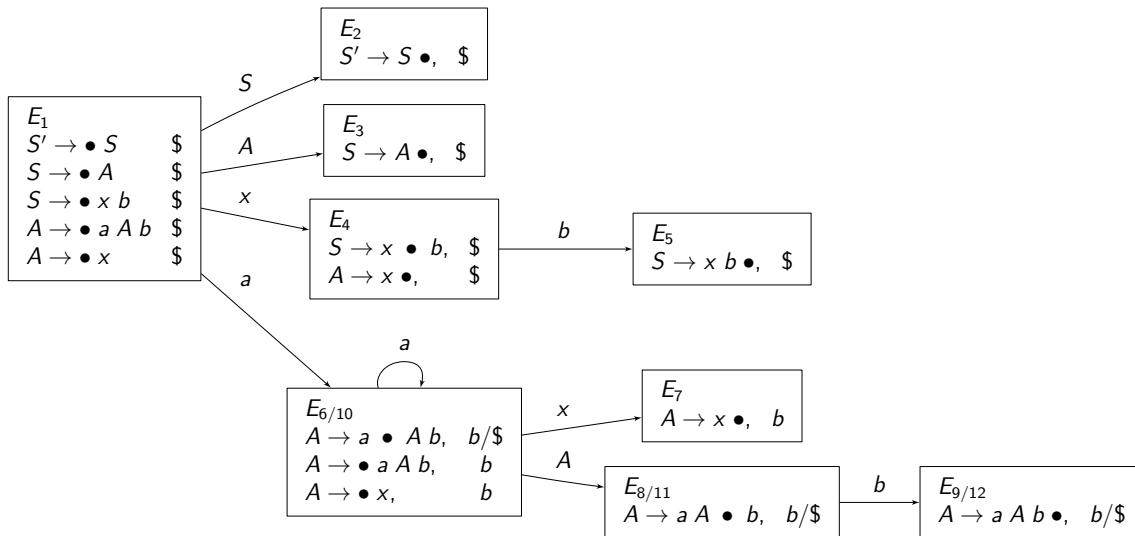 E₂
S′ → S •, $
S
E₁
S′ → • S $
S → • A $
S → • x b $
A → • a A b $
A → • x $
A
E₃
S → A •, $
x
E₄
S → x • b, $
A → x •, $
b
E₅
S → x b •, $
a
a
E₆/₁₀
A → a • A b, b/$
A → • a A b, b
A → • x, b
x
E₇
A → x •, b
A
E₈/₁₁
A → a A • b, b/$
b
E₉/₁₂
A → a A b •, b/$